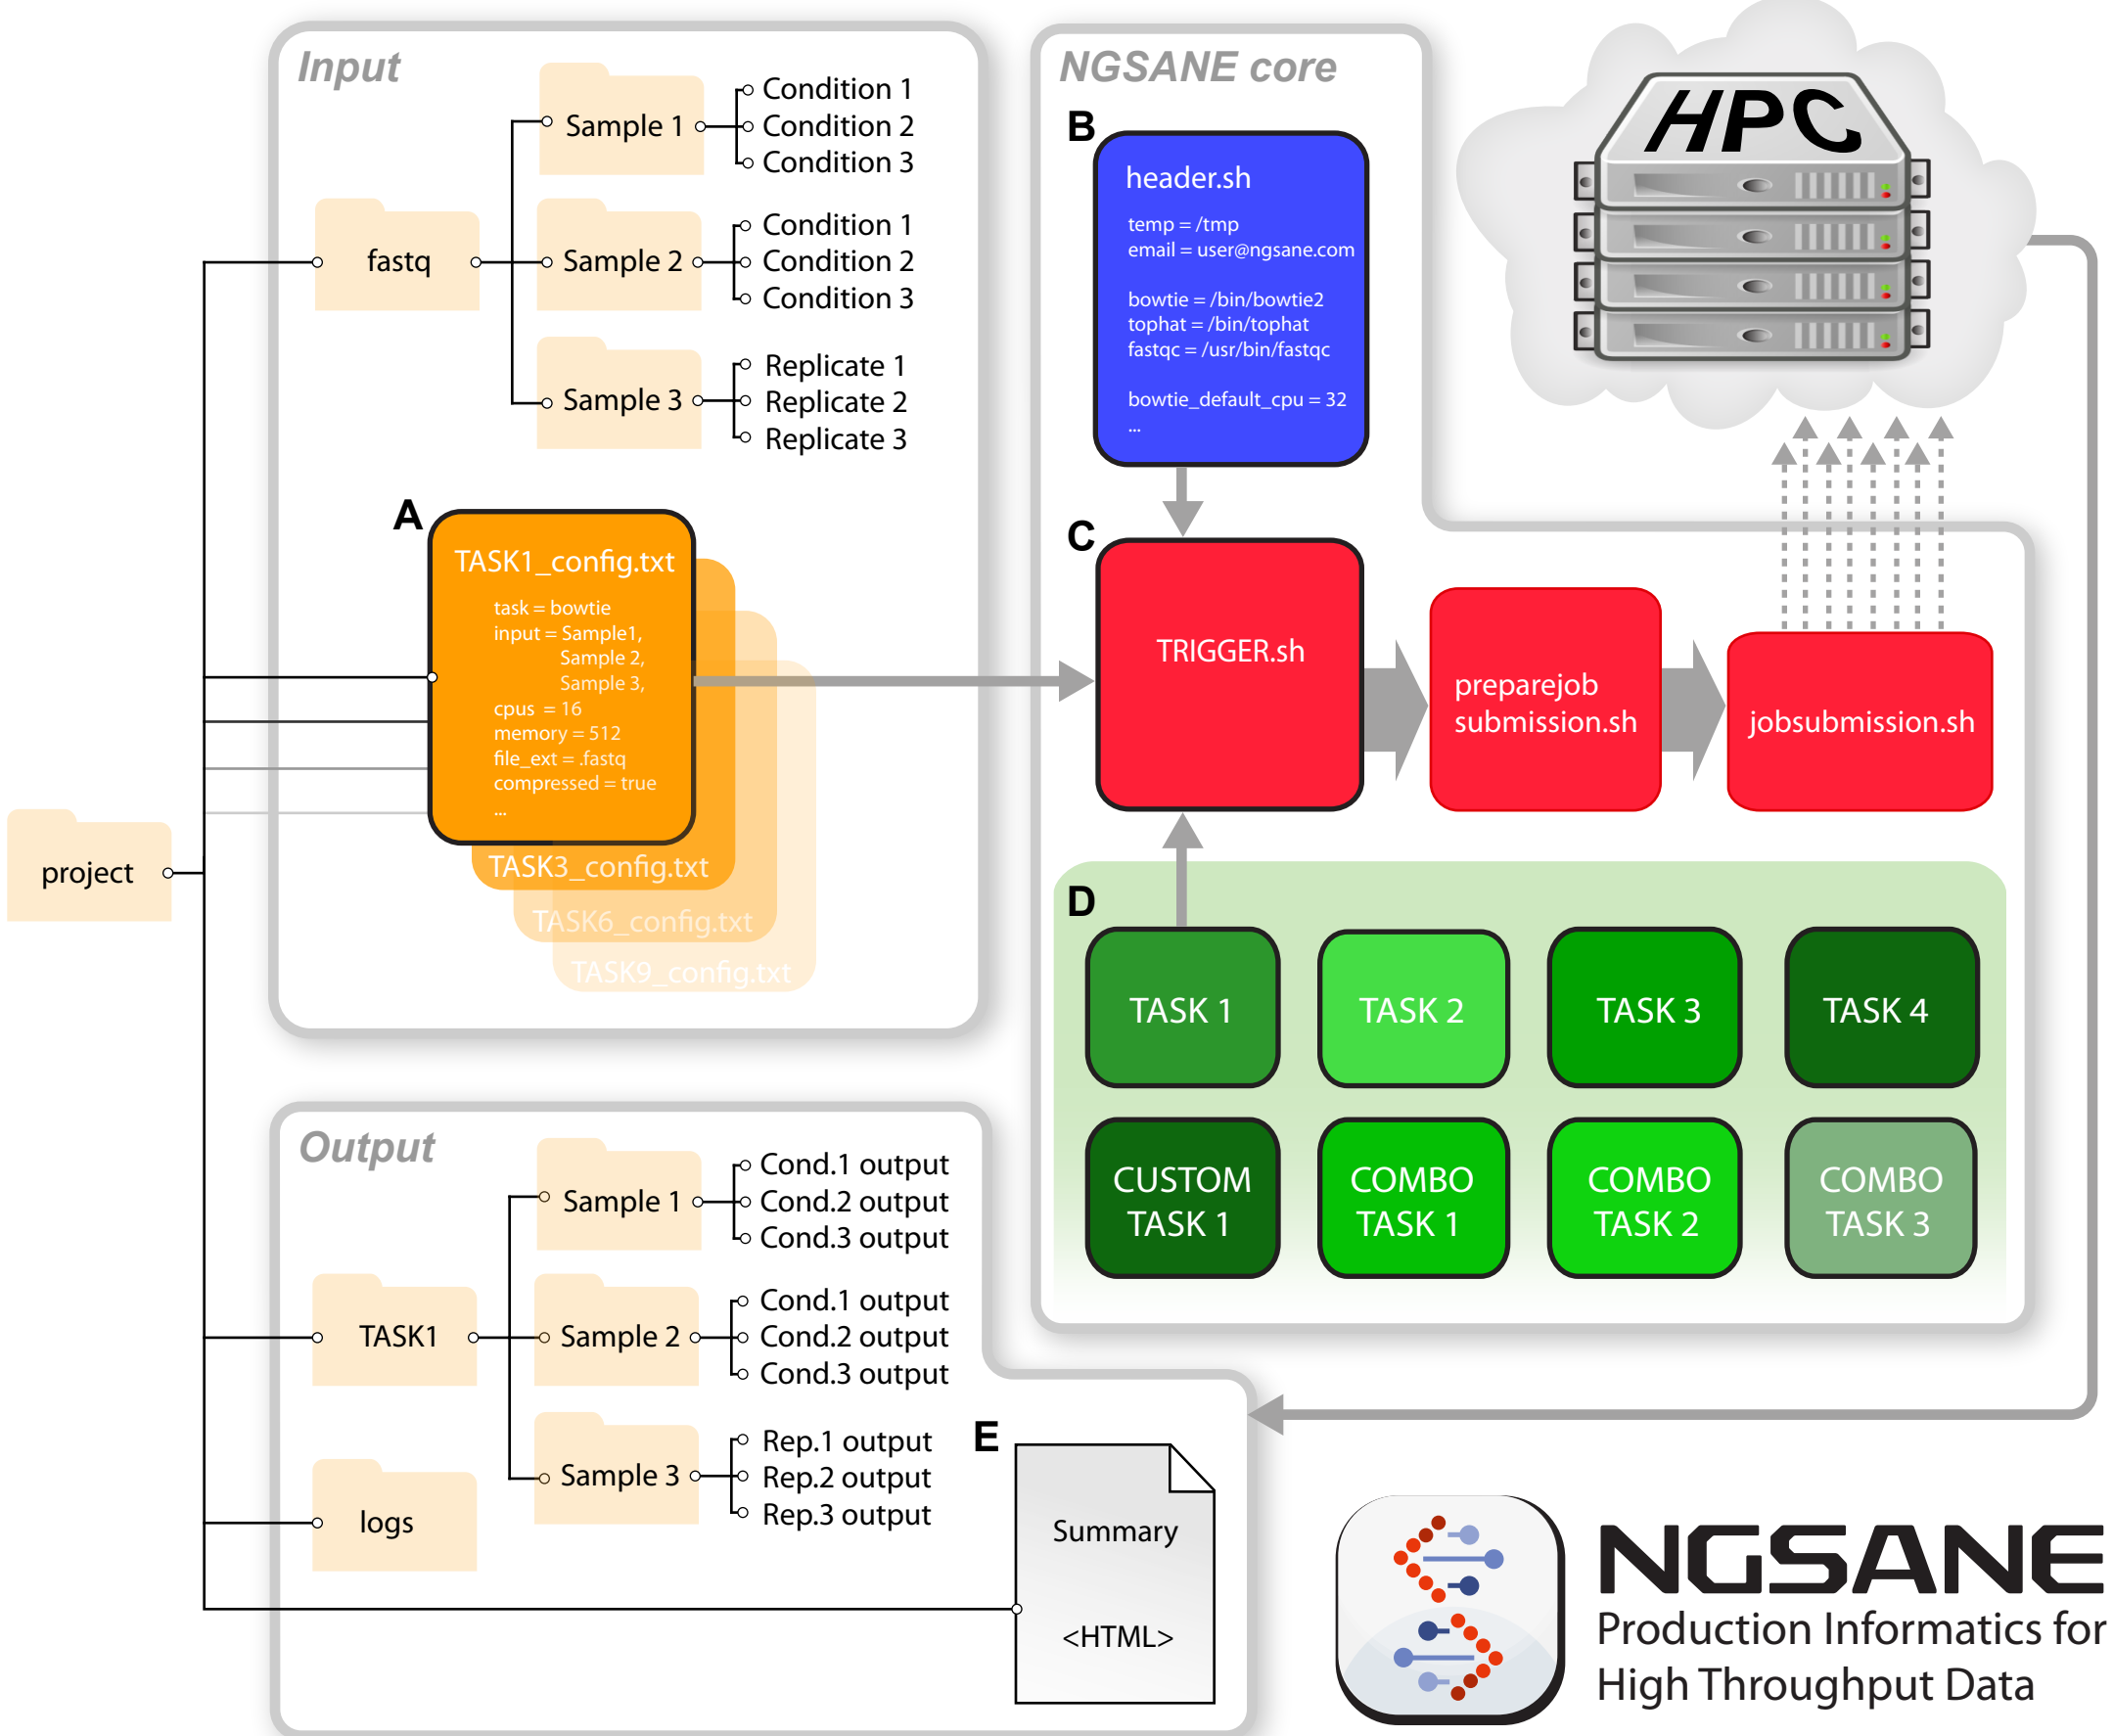 Input
Sample 1
Condition 1
Condition 2
Condition 3
fastq
Sample 2
Condition 1
Condition 2
Condition 3
Sample 3
Replicate 1
Replicate 2
Replicate 3
A
TASK1_config.txt
task = bowtie
input = Sample1,
Sample 2,
Sample 3,
cpus = 16
memory = 512
file_ext = .fastq
compressed = true
...
TASK3_config.txt
TASK6_config.txt
TASK9_config.txt
project
NGSANE core
B
header.sh
temp = /tmp
email = user@ngsane.com
bowtie = /bin/bowtie2
tophat = /bin/tophat
fastqc = /usr/bin/fastqc
bowtie_default_cpu = 32
...
HPC
C
TRIGGER.sh
preparejob
submission.sh
jobsubmission.sh
D
TASK 1
TASK 2
TASK 3
TASK 4
CUSTOM
TASK 1
COMBO
TASK 1
COMBO
TASK 2
COMBO
TASK 3
Output
Sample 1
Cond.1 output
Cond.2 output
Cond.3 output
TASK1
Sample 2
Cond.1 output
Cond.2 output
Cond.3 output
Sample 3
Rep.1 output
Rep.2 output
Rep.3 output
logs
E
Summary
<HTML>
NGSANE
Production Informatics for
High Throughput Data